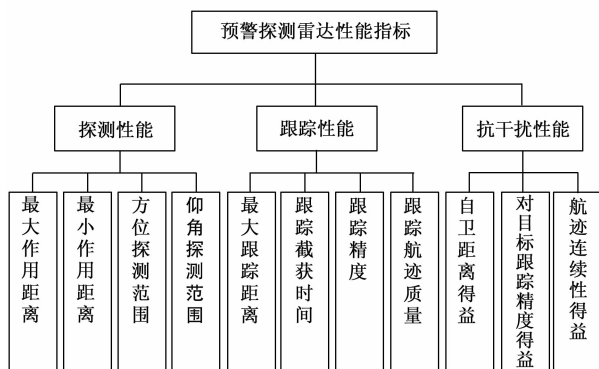 预警探测雷达性能指标
探测性能
跟踪性能
抗干扰性能
最大作用距离
最小作用距离
方位探测范围
仰角探测范围
最大跟踪距离
跟踪截获时间
跟踪精度
跟踪航迹质量
自卫距离得益
对目标跟踪精度得益
航迹连续性得益